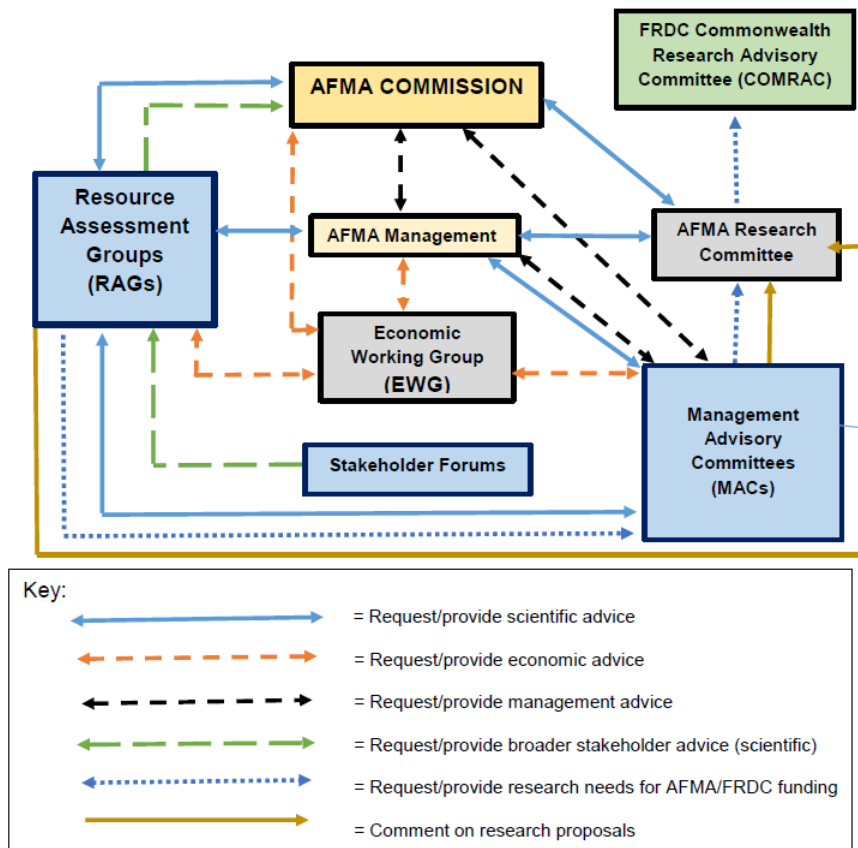 FRDC Commonwealth
Research Advisory
Committee (COMRAC)
AFMA COMMISSION
Resource
Assessment
Groups
(RAGs)
AFMA Management
AFMA Research
Committee
Economic
Working Group
(EWG)
Management
Advisory
Committees
(MACs)
Stakeholder Forums
Key:
= Request/provide scientific advice
= Request/provide economic advice
= Request/provide management advice
= Request/provide broader stakeholder advice (scientific)
= Request/provide research needs for AFMA/FRDC funding
= Comment on research proposals